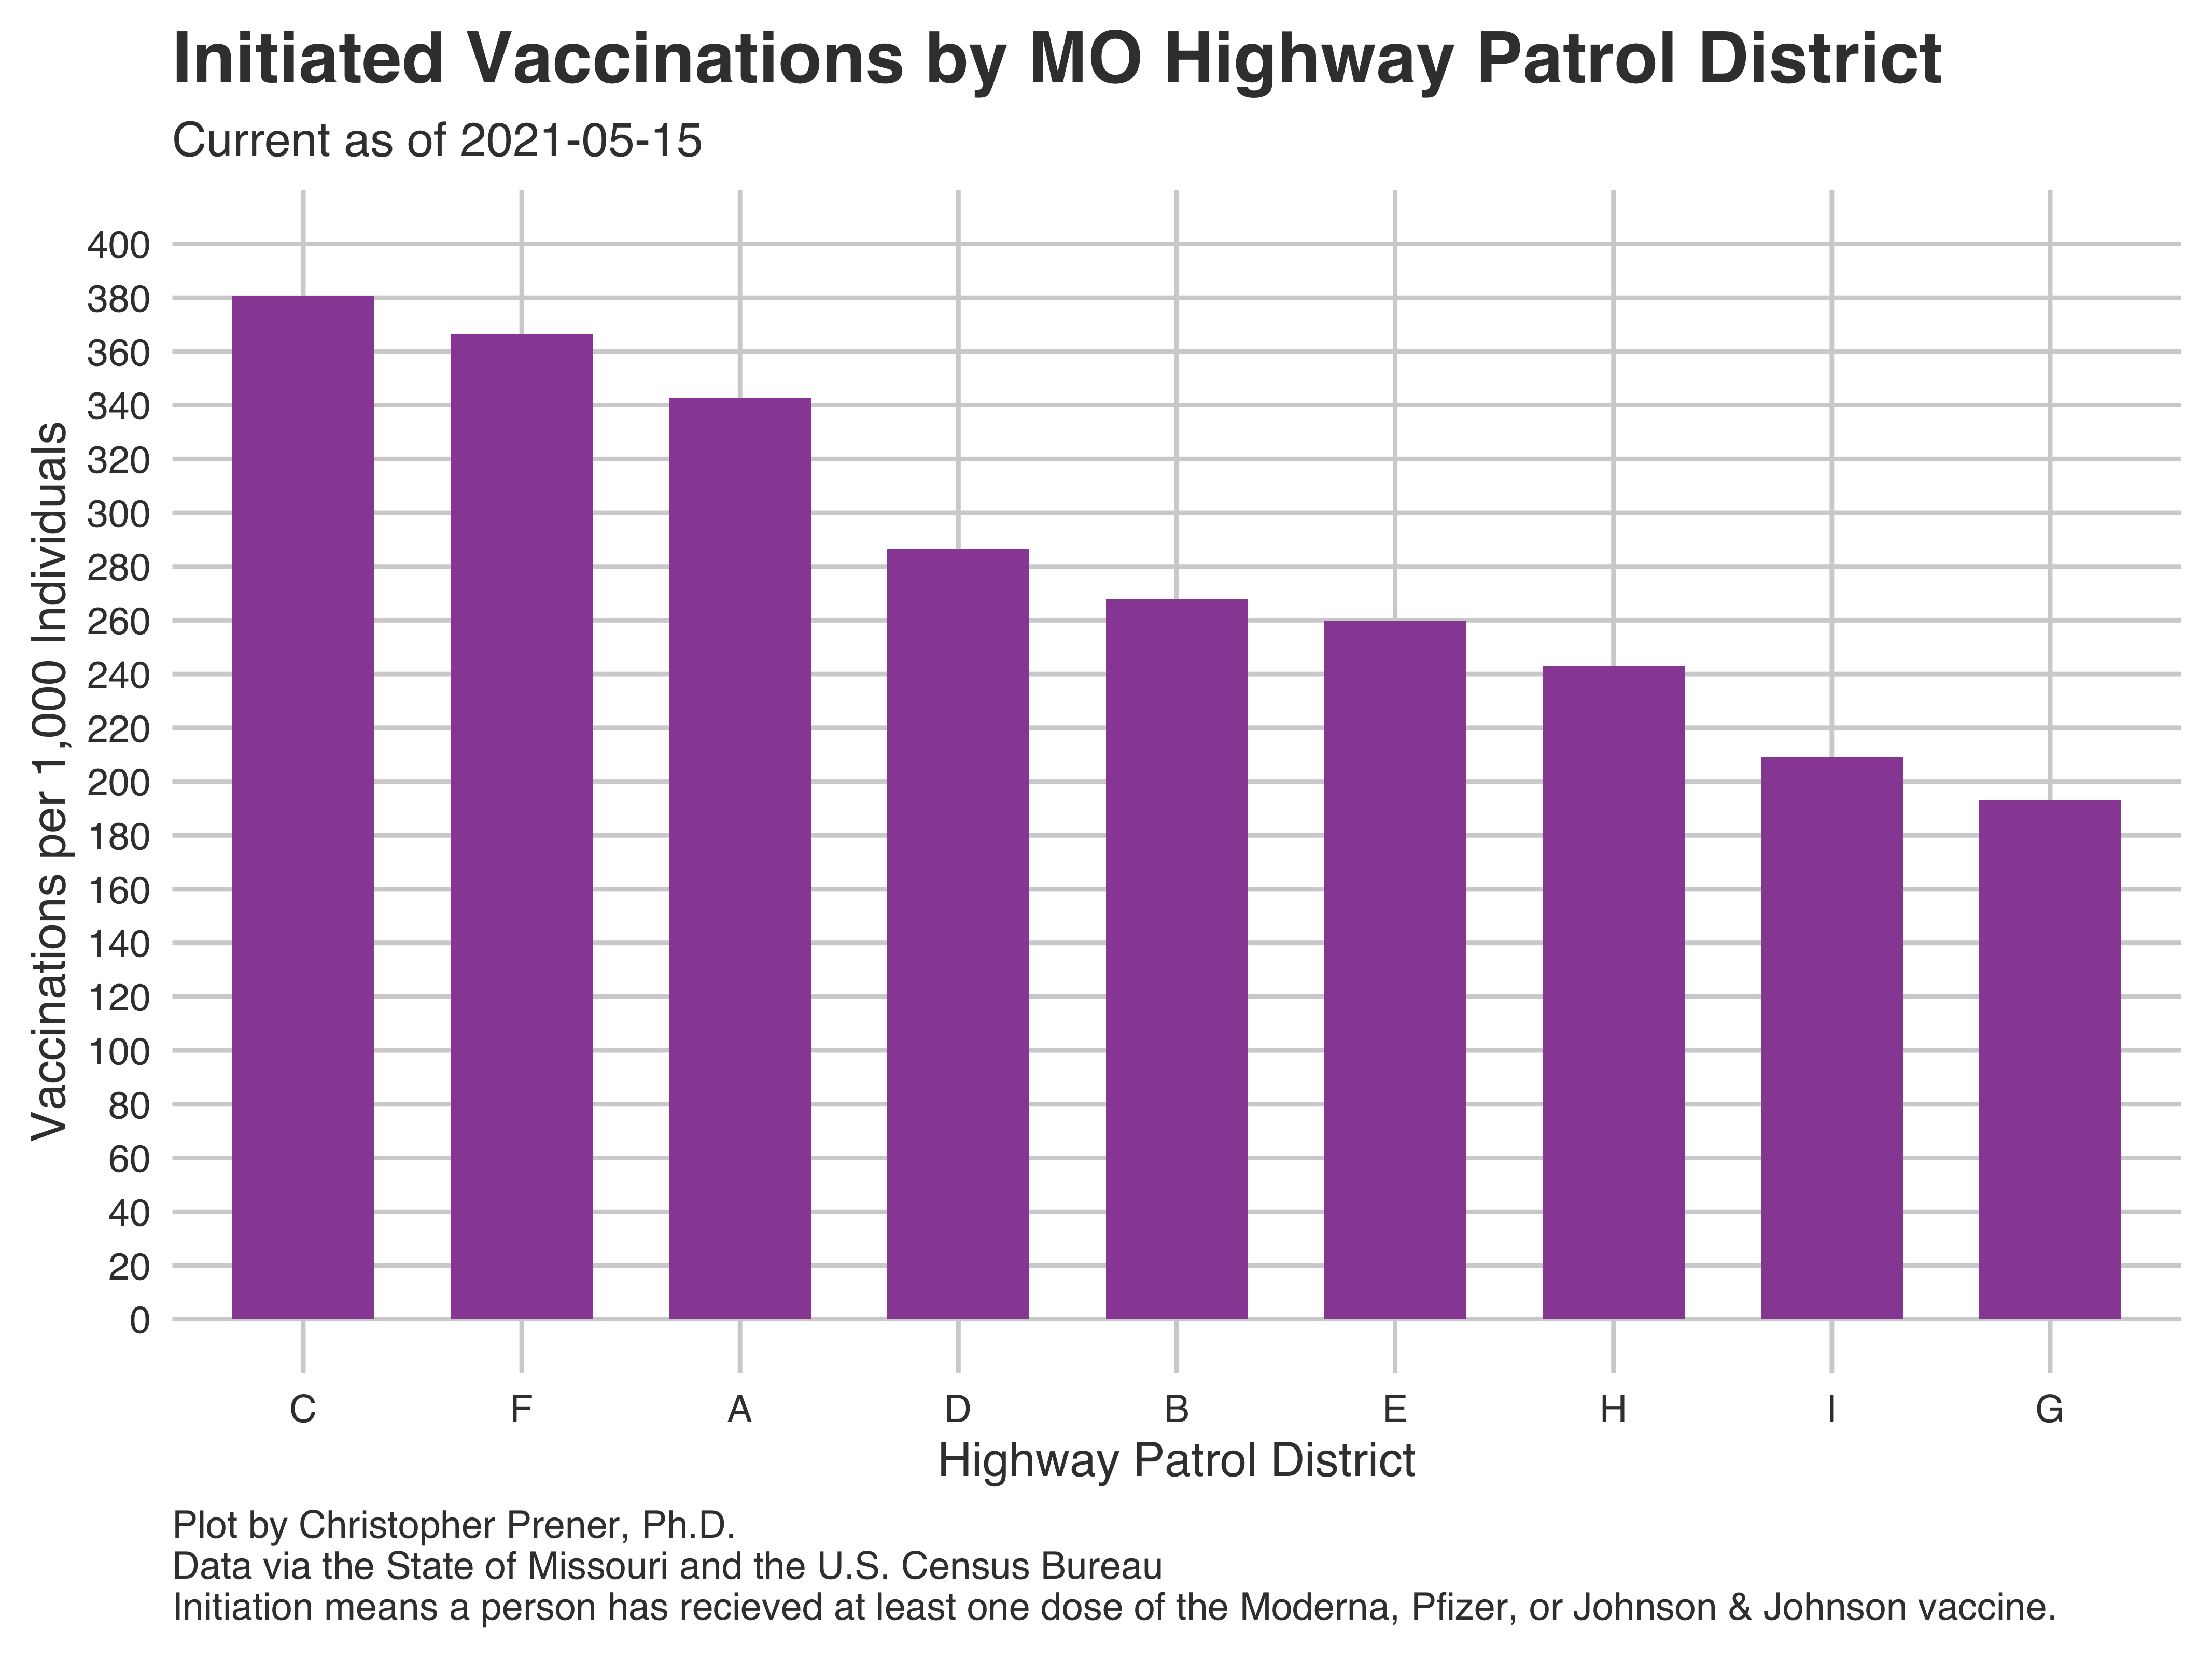 Initiated Vaccinations by MO Highway Patrol District
Current as of 2021-05-15
Vaccinations per 1,000 Individuals
400
380
360
340
320
300
280
260
240
220
200
180
160
140
120
100
80
60
40
20
0
C F A D B E H I G
Highway Patrol District
Plot by Christopher Prener, Ph.D.
Data via the State of Missouri and the U.S. Census Bureau
Initiation means a person has recieved at least one dose of the Moderna, Pfizer, or Johnson & Johnson vaccine.